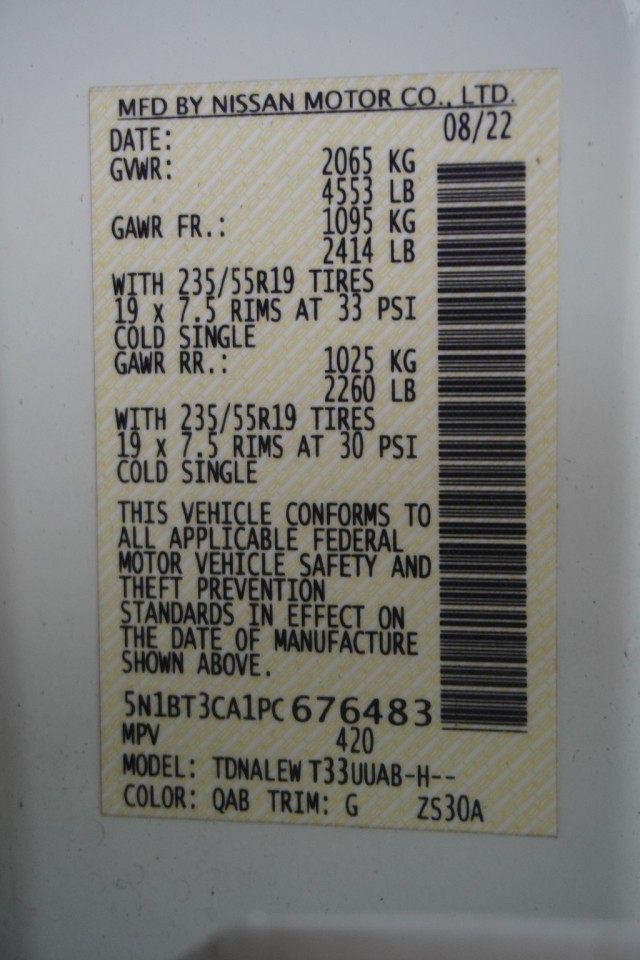 MFD BY NISSAN MOTOR CO., LTD.
DATE: 08/22
GVWR: 2065 KG
4553 LB
GAWR FR.: 1095 KG
2414 LB
WITH 235/55R19 TIRES
19 x 7.5 RIMS AT 33 PSI
COLD SINGLE
GAWR RR.: 1025 KG
2260 LB
WITH 235/55R19 TIRES
19 x 7.5 RIMS AT 30 PSI
COLD SINGLE
THIS VEHICLE CONFORMS TO
ALL APPLICABLE FEDERAL
MOTOR VEHICLE SAFETY AND
THEFT PREVENTION
STANDARDS IN EFFECT ON
THE DATE OF MANUFACTURE
SHOWN ABOVE.
5N1BT3CA1PC676483
MPV 420
MODEL: TDNALEW T33UUAB-H--
COLOR: QAB TRIM: G ZS30A